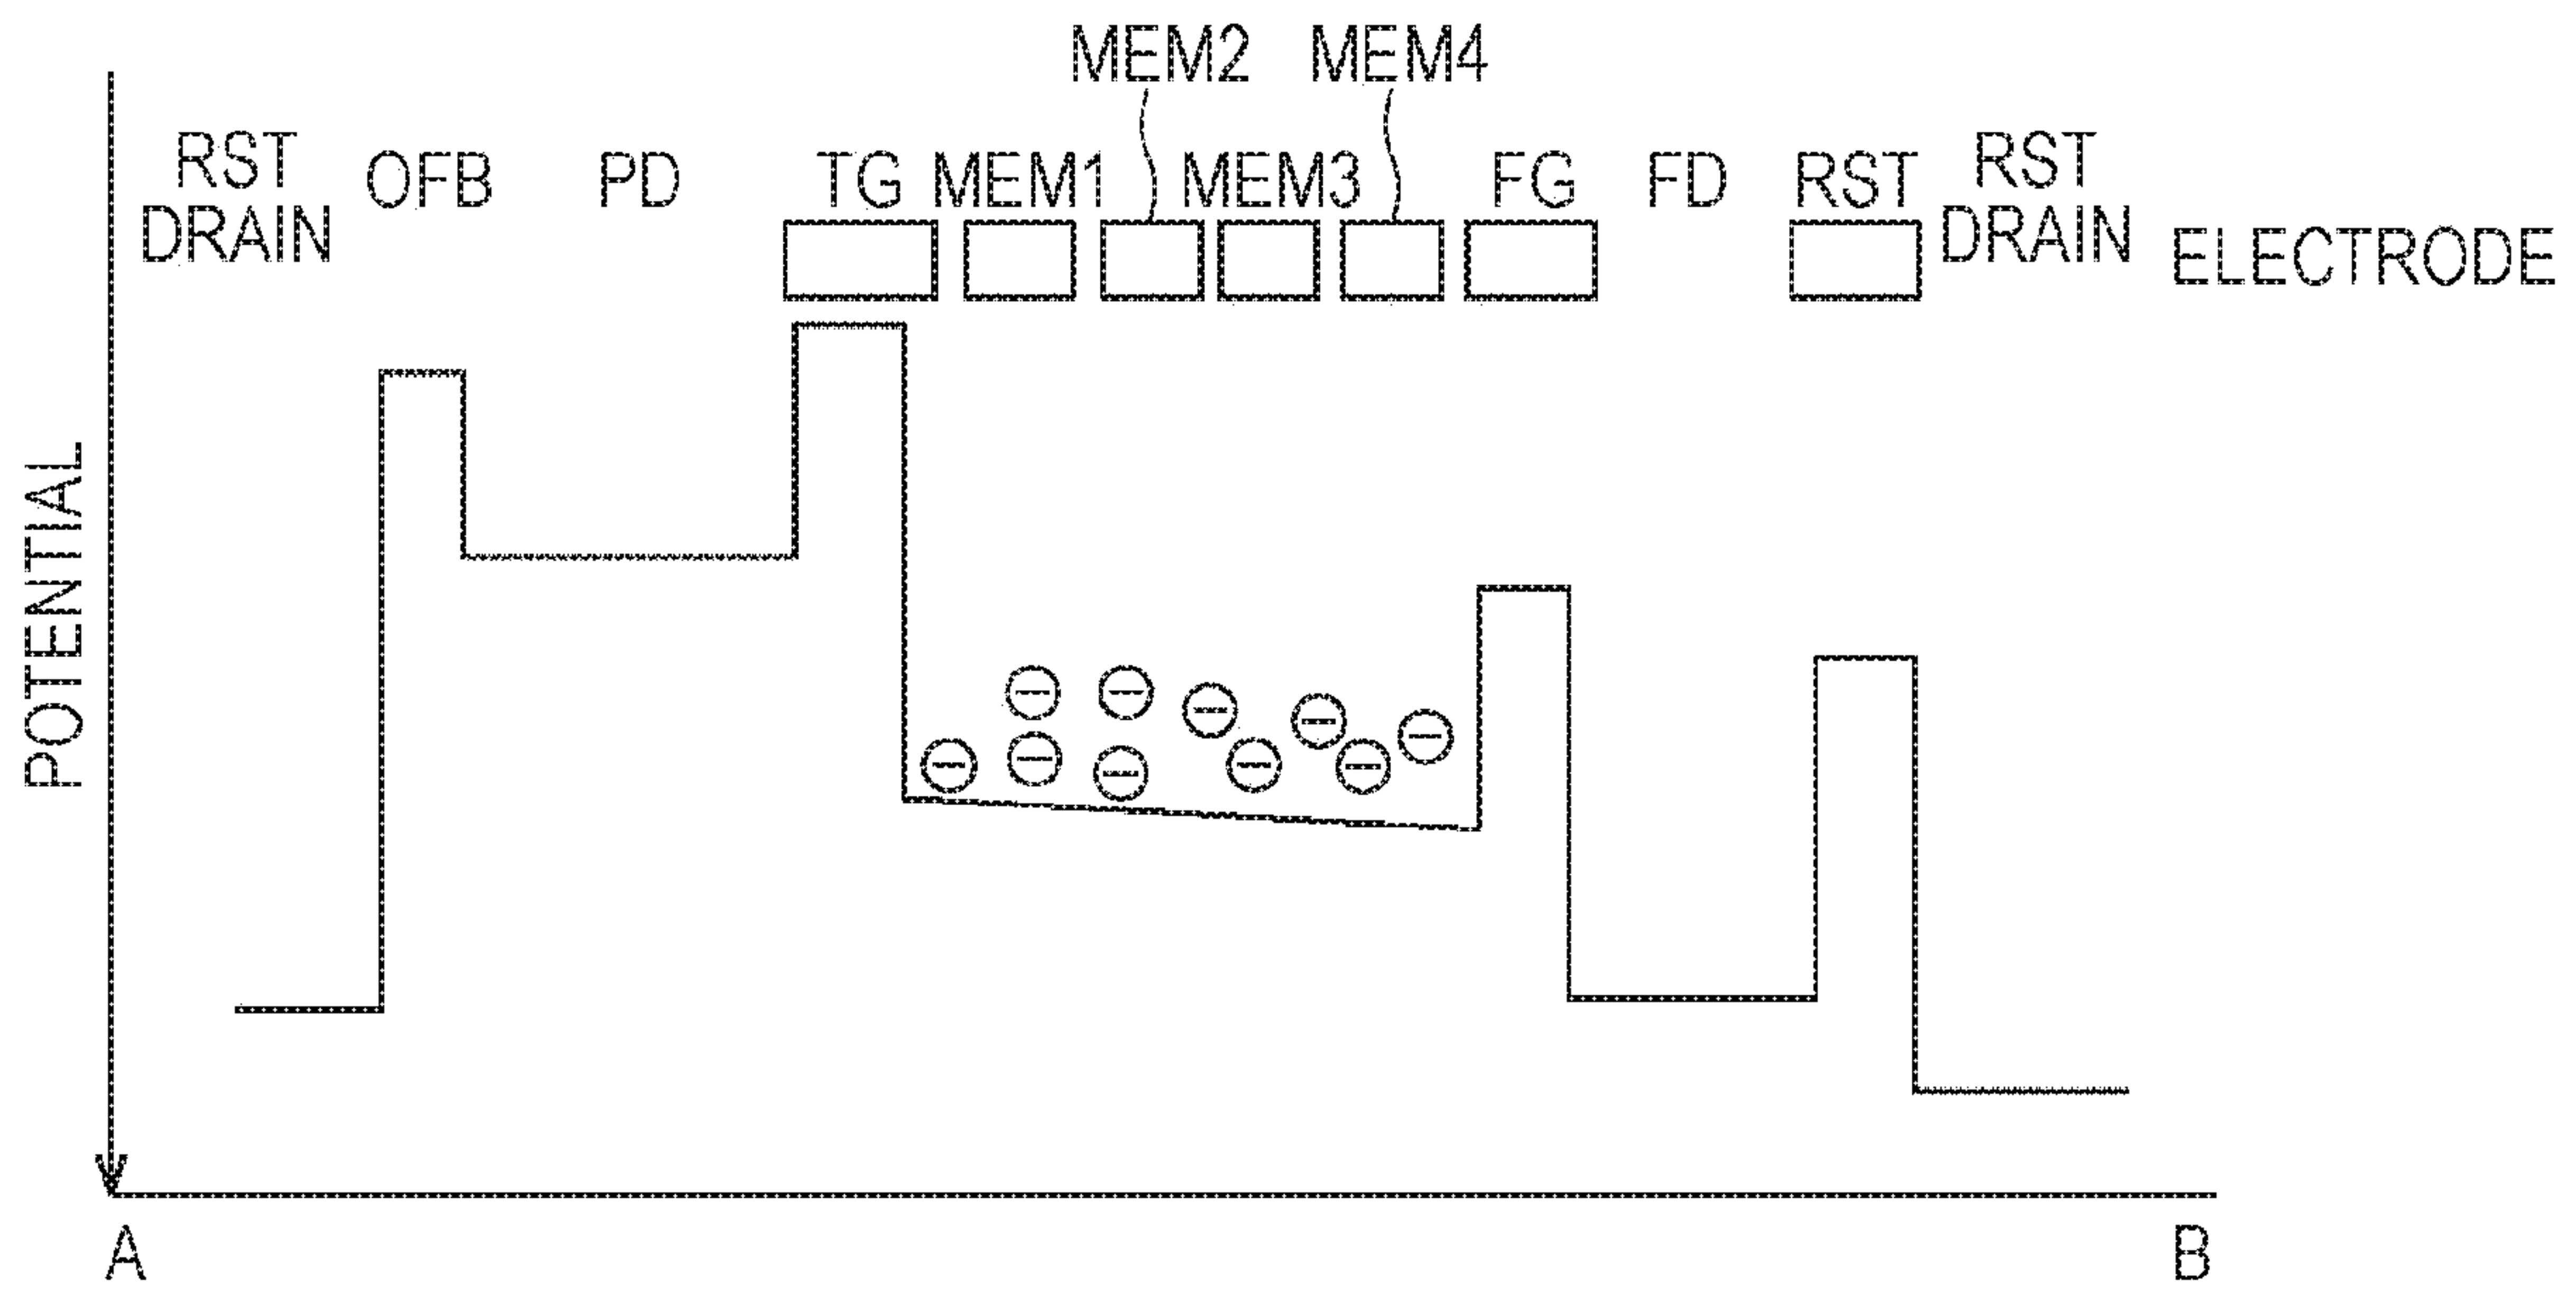 MEM2 MEM4
RST DRAIN OFB PD TG MEM1 MEM3 FG FD RST RST DRAIN
ELECTRODE
POTENTIAL
A B